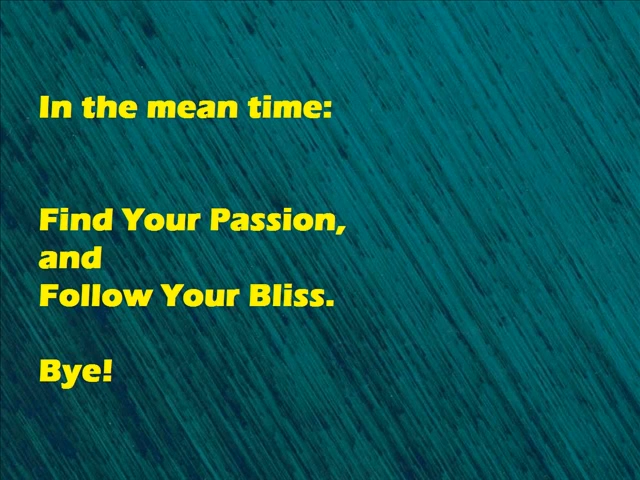 In the mean time:
Find Your Passion,
and
Follow Your Bliss.
Bye!